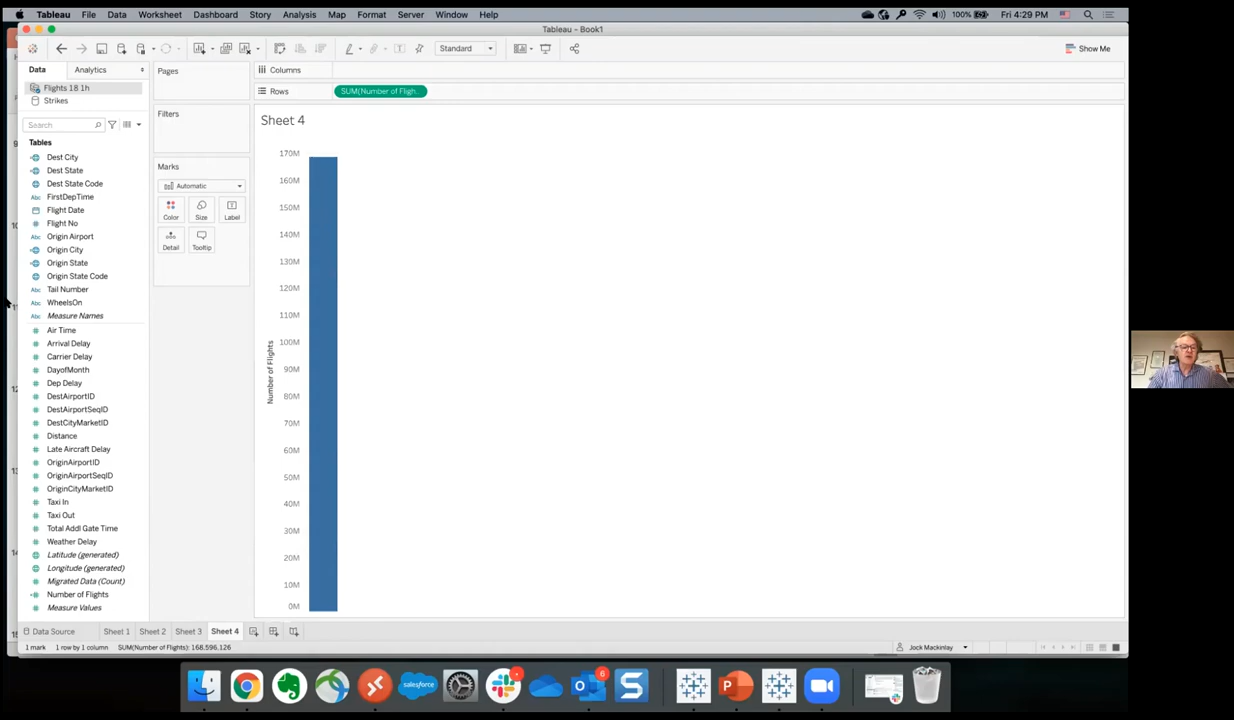 Tableau File Data Worksheet Dashboard Story Analysis Map Format Server Window Help 100% Fri 4:29 PM
Tableau - Book1
Standard Show Me
Data Analytics Pages Columns
Flights 18 1h
Strikes
Rows SUM(Number of Fligh..
Filters
Search
Sheet 4
Tables
Dest City
Dest State
Dest State Code
Abc FirstDepTime
Flight Date
Flight No
Abc Origin Airport
Origin City
Origin State
Origin State Code
Abc Tail Number
Abc WheelsOn
Abc Measure Names
Air Time
Arrival Delay
Carrier Delay
DayofMonth
Dep Delay
DestAirportID
DestAirportSeqID
DestCityMarketID
Distance
Late Aircraft Delay
OriginAirportID
OriginAirportSeqID
OriginCityMarketID
Taxi In
Taxi Out
Total Addl Gate Time
Weather Delay
Latitude (generated)
Longitude (generated)
Migrated Data (Count)
Number of Flights
Measure Values
Marks
Automatic
Color Size Label
Detail Tooltip
170M
160M
150M
140M
130M
120M
110M
100M
90M
80M
70M
60M
50M
40M
30M
20M
10M
0M
Number of Flights
Data Source Sheet 1 Sheet 2 Sheet 3 Sheet 4
1 mark 1 row by 1 column SUM(Number of Flights): 168,596,126 Jock Mackinlay
salesforce
6
S